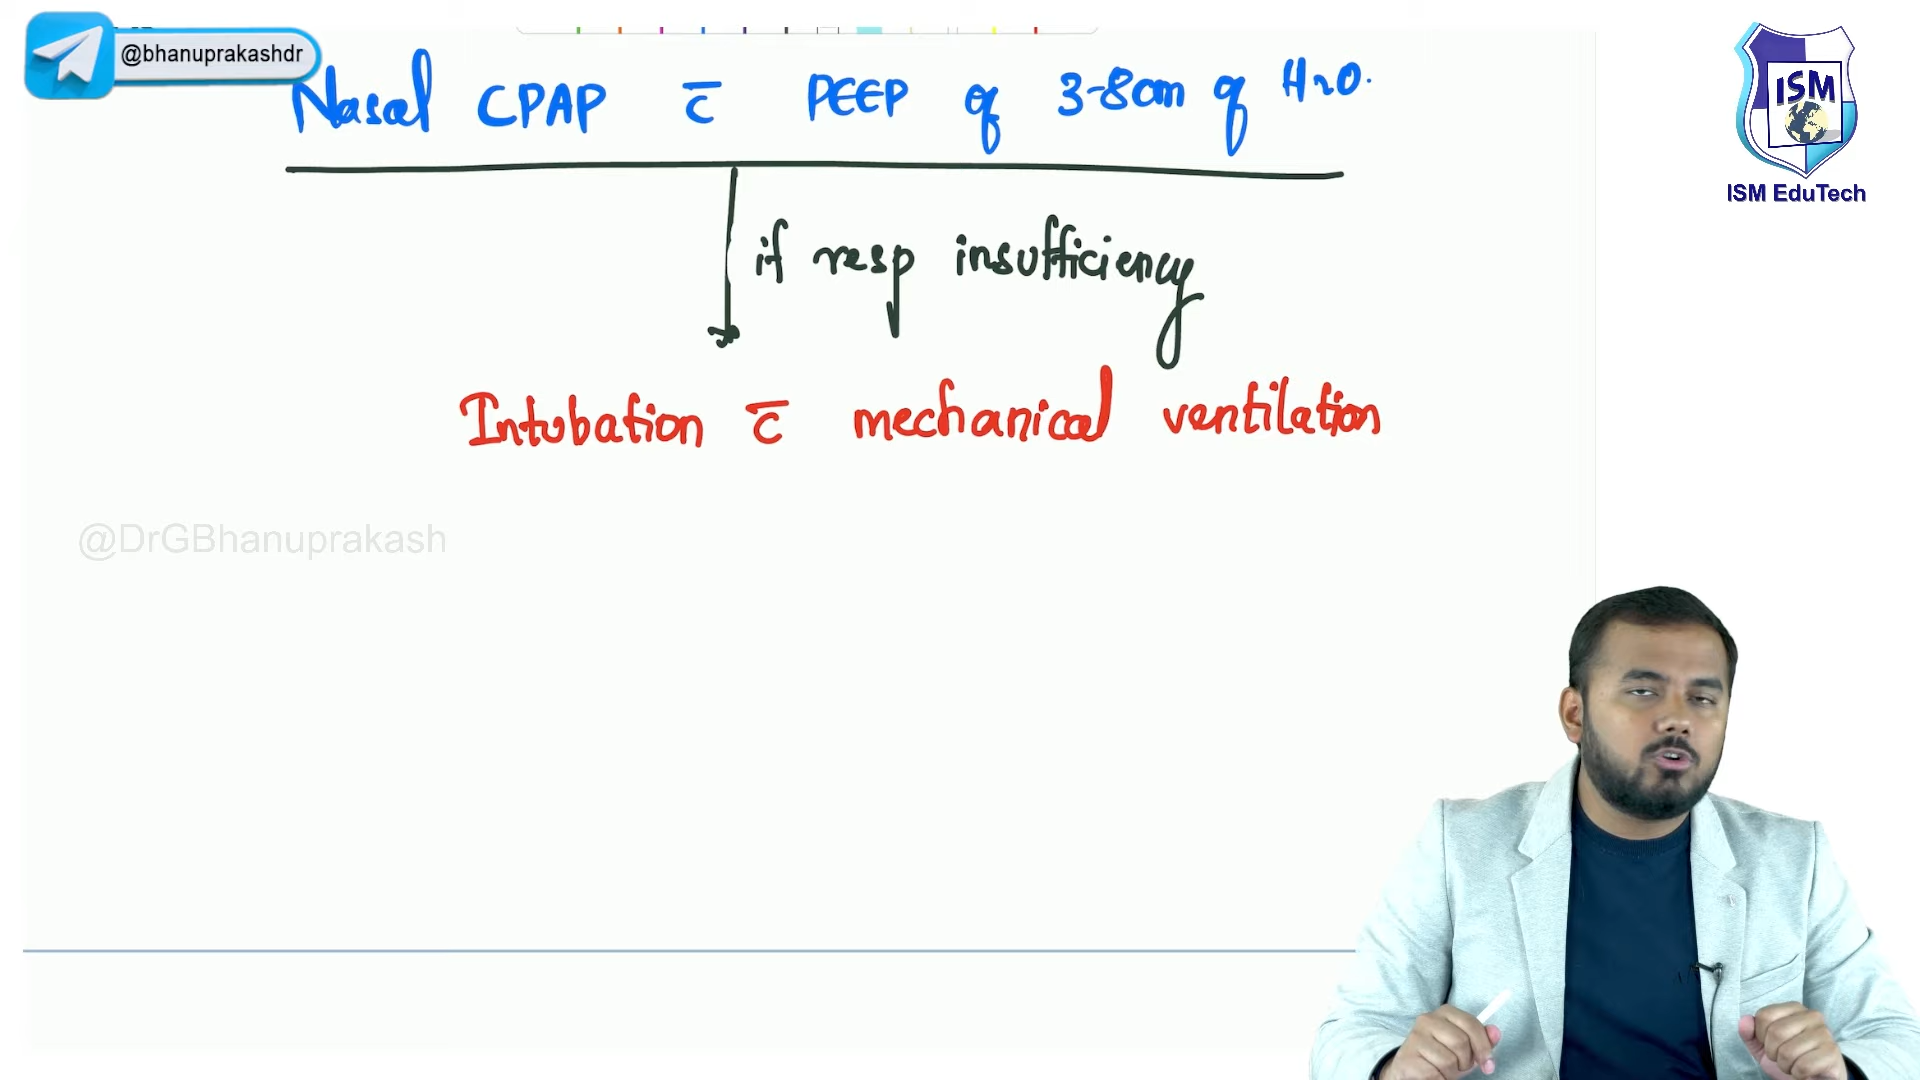 @bhanuprakashdr
Nasal CPAP c̄ PEEP of 3-8cm of H2O.
if resp insufficiency
Intubation c̄ mechanical ventilation
@DrGBhanuprakash
ISM
ISM EduTech